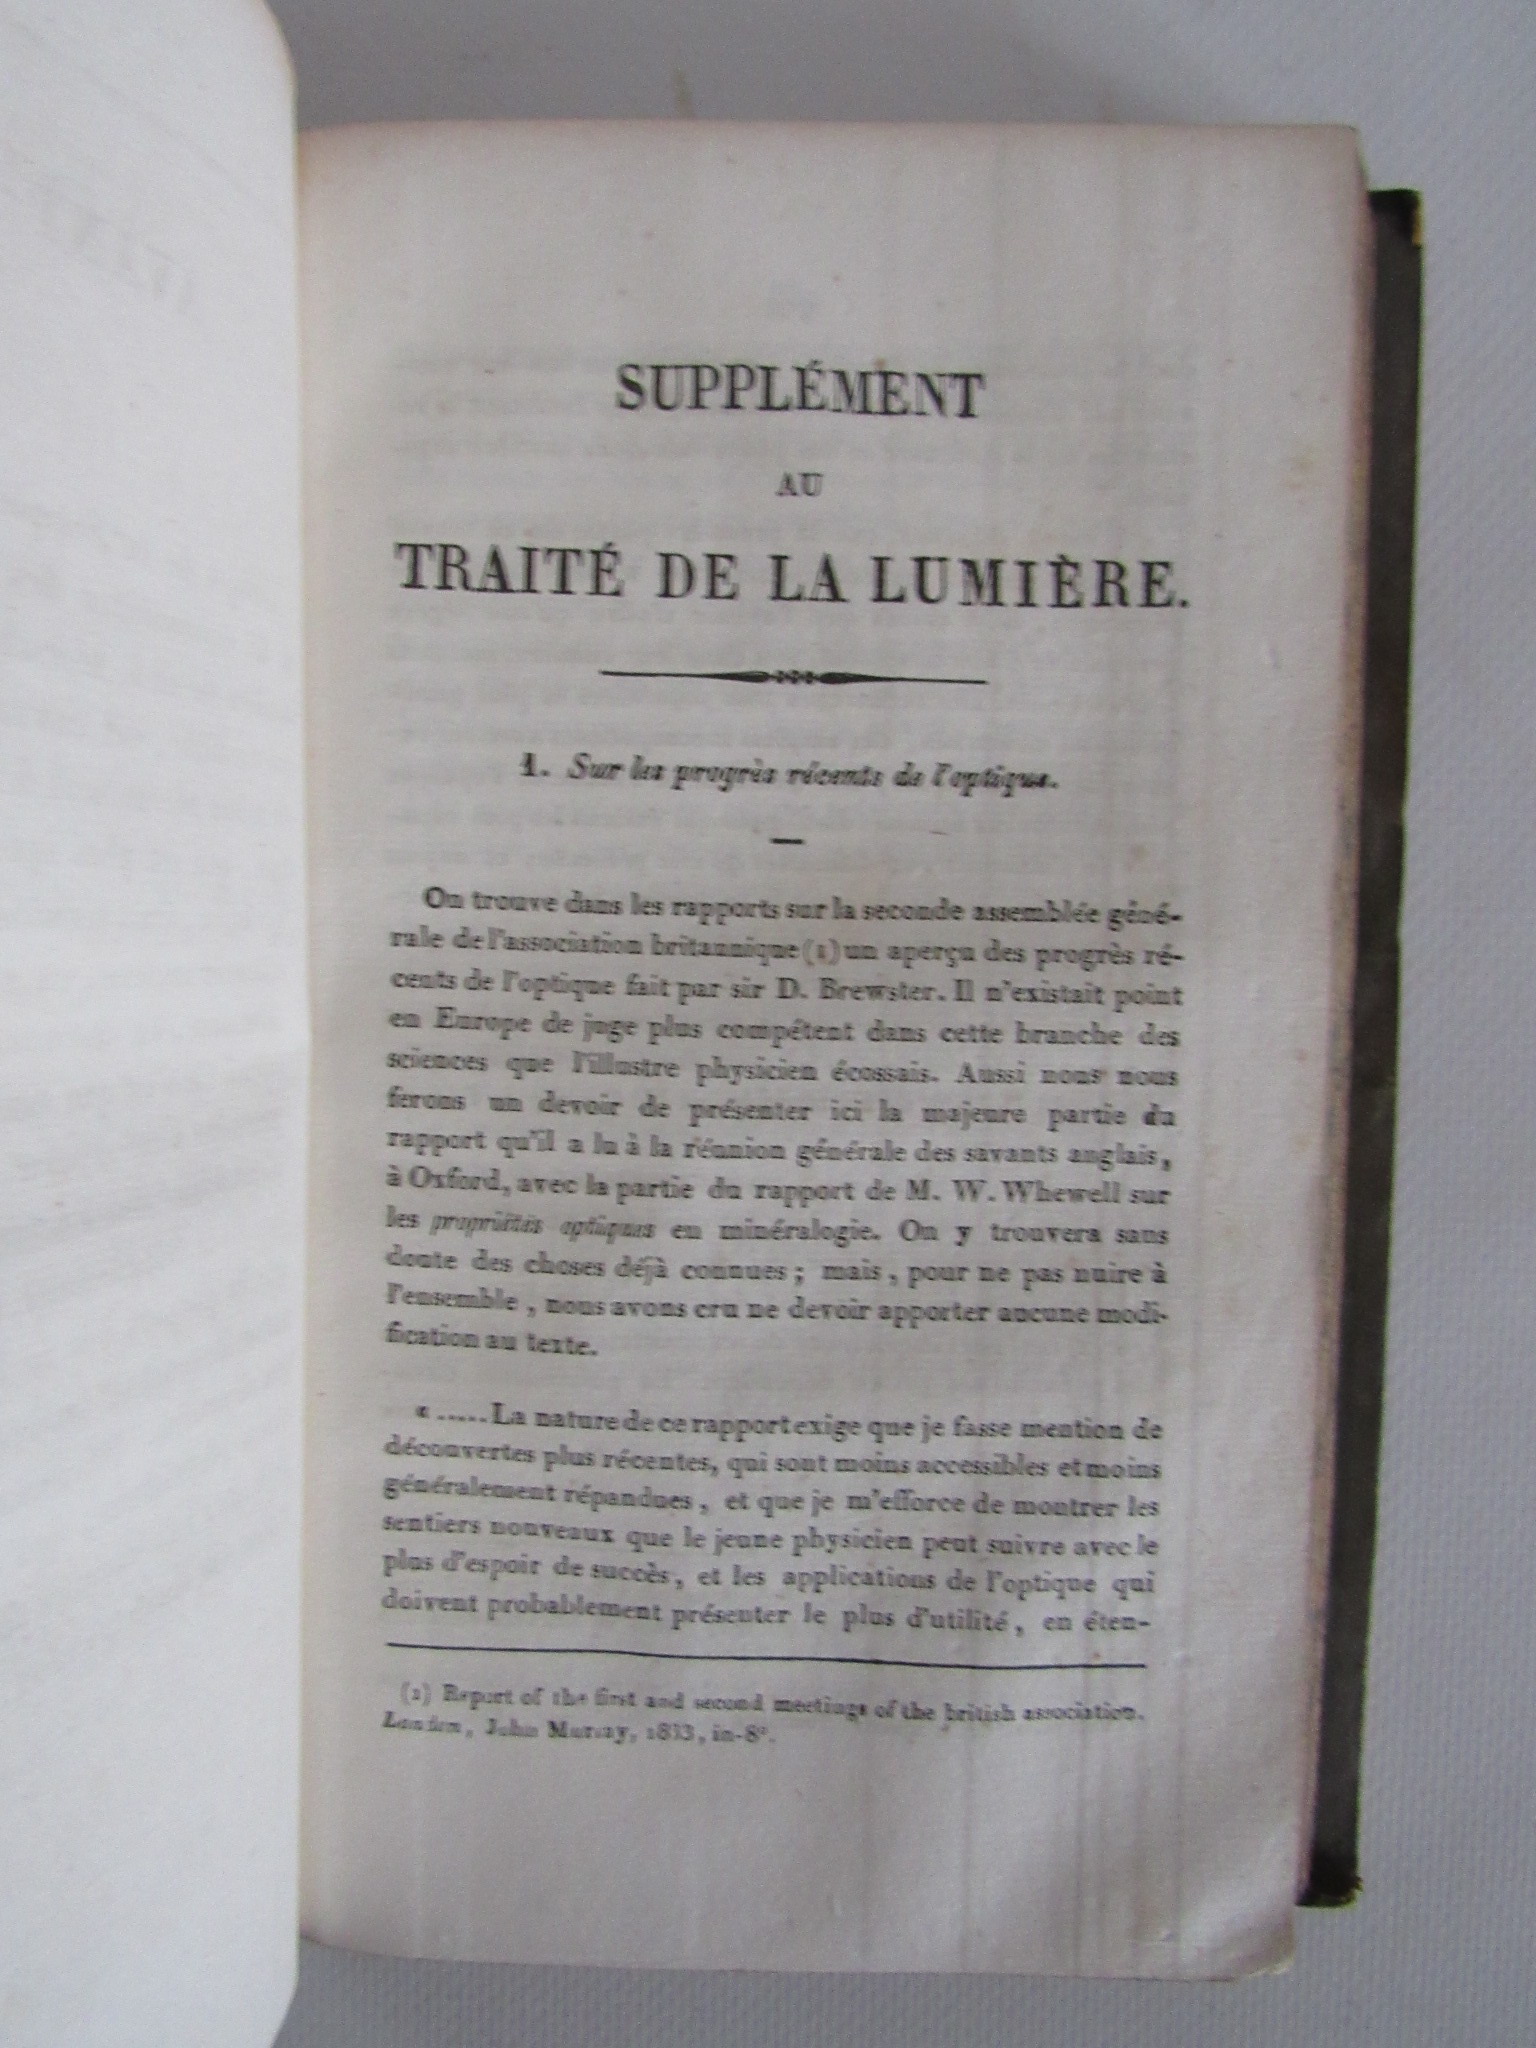 SUPPLÉMENT
AU
TRAITÉ DE LA LUMIÈRE.
1. Sur les progrès récents de l'optique.
On trouve dans les rapports sur la seconde assemblée géné-
rale de l'association britannique (1) un aperçu des progrès ré-
cents de l'optique fait par sir D. Brewster. Il n'existait point
en Europe de juge plus compétent dans cette branche des
sciences que l'illustre physicien écossais. Aussi nous nous
ferons un devoir de présenter ici la majeure partie du
rapport qu'il a lu à la réunion générale des savants anglais,
à Oxford, avec la partie du rapport de M. W. Whewell sur
les propriétés optiques en minéralogie. On y trouvera sans
doute des choses déjà connues ; mais, pour ne pas nuire à
l'ensemble, nous avons cru ne devoir apporter aucune modi-
fication au texte.
« .....La nature de ce rapport exige que je fasse mention de
découvertes plus récentes, qui sont moins accessibles et moins
généralement répandues, et que je m'efforce de montrer les
sentiers nouveaux que le jeune physicien peut suivre avec le
plus d'espoir de succès, et les applications de l'optique qui
doivent probablement présenter le plus d'utilité, en éten-
(1) Report of the first and second meetings of the british association.
London, John Murray, 1833, in-8°.